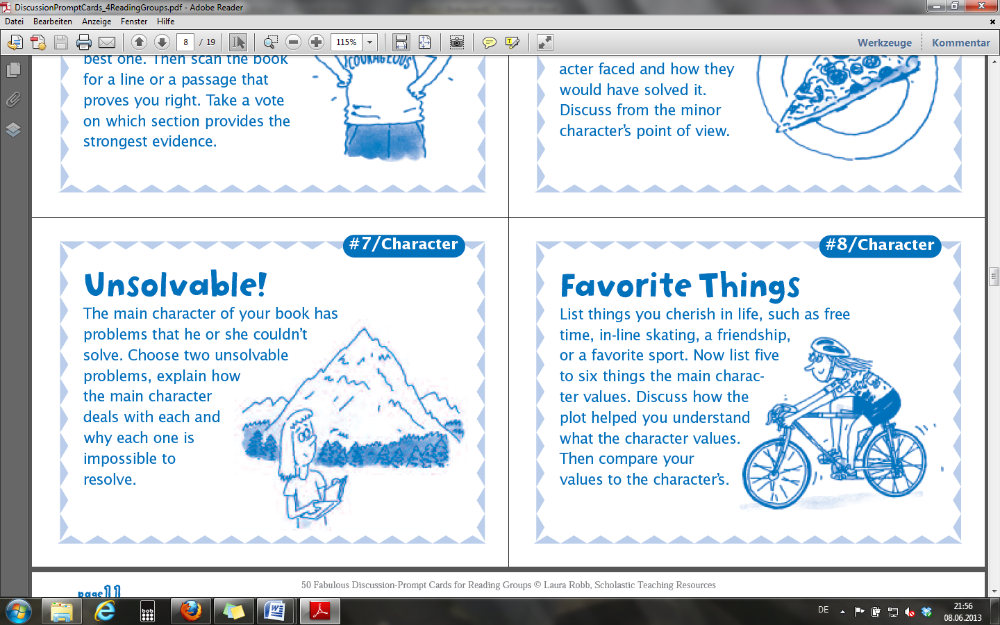 DiscussionPromptCards_4ReadingGroups.pdf - Adobe Reader
Datei Bearbeiten Anzeige Fenster Hilfe
8 / 19 115% Werkzeuge Kommentar
best one. Then scan the book
for a line or a passage that
proves you right. Take a vote
on which section provides the
strongest evidence.
COURAGEOUS
acter faced and how they
would have solved it.
Discuss from the minor
character's point of view.
#7/Character
Unsolvable!
The main character of your book has
problems that he or she couldn't
solve. Choose two unsolvable
problems, explain how
the main character
deals with each and
why each one is
impossible to
resolve.
#8/Character
Favorite Things
List things you cherish in life, such as free
time, in-line skating, a friendship,
or a favorite sport. Now list five
to six things the main charac-
ter values. Discuss how the
plot helped you understand
what the character values.
Then compare your
values to the character's.
50 Fabulous Discussion-Prompt Cards for Reading Groups © Laura Robb, Scholastic Teaching Resources
page 11
bob
DE
21:56
08.06.2013